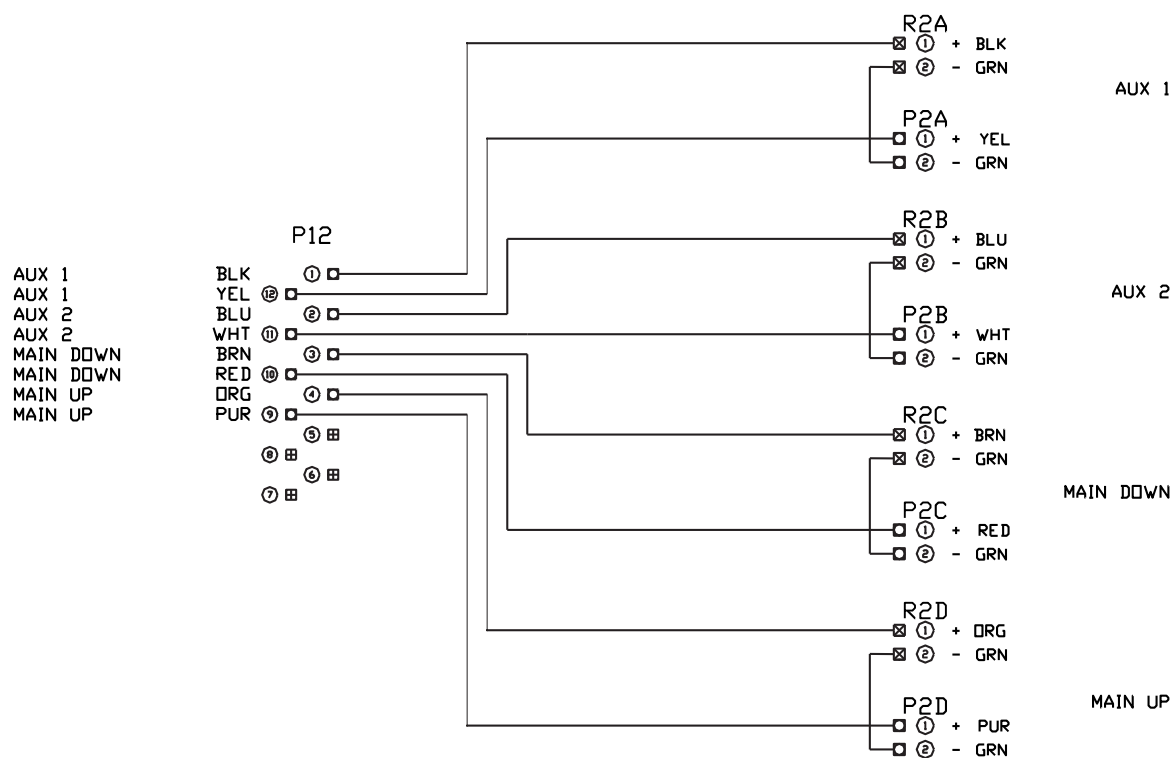 R2A
1 + BLK
2 - GRN
AUX 1
P2A
1 + YEL
2 - GRN
R2B
1 + BLU
2 - GRN
AUX 2
P2B
1 + WHT
2 - GRN
R2C
1 + BRN
2 - GRN
MAIN DOWN
P2C
1 + RED
2 - GRN
R2D
1 + ORG
2 - GRN
MAIN UP
P2D
1 + PUR
2 - GRN
P12
AUX 1 BLK 1
AUX 1 YEL 12
AUX 2 BLU 2
AUX 2 WHT 11
MAIN DOWN BRN 3
MAIN DOWN RED 10
MAIN UP ORG 4
MAIN UP PUR 9
5
8
6
7